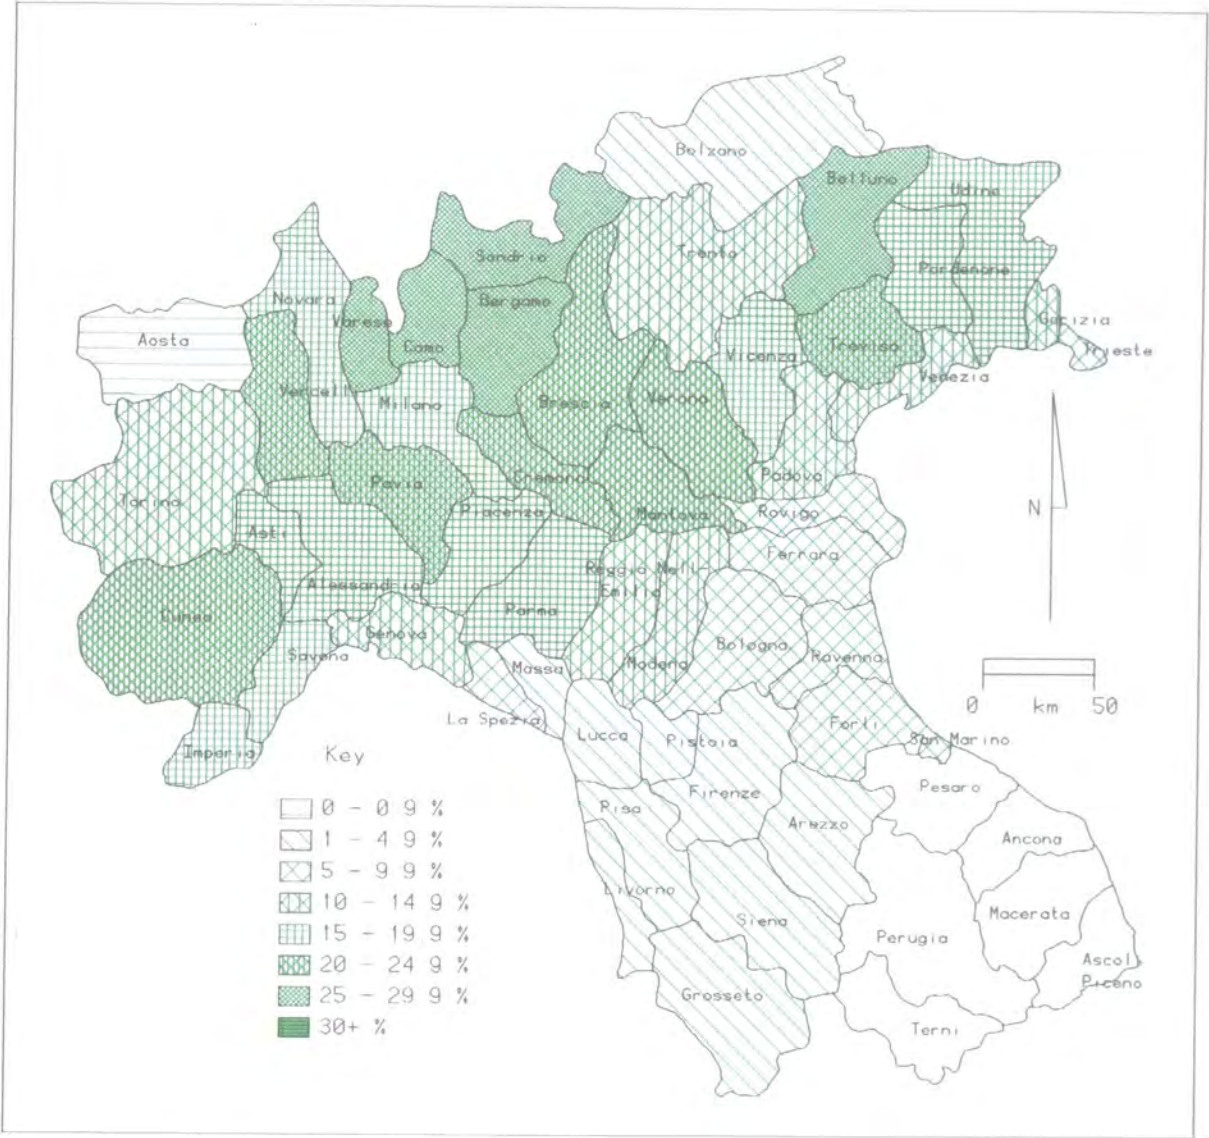 Bolzano
Belluno
Udine
Sondrio
Trento
Novara
Bergamo
Pordenone
Varese
Gorizia
Aosta
Como
Vicenza
Treviso
Trieste
Venezia
Vercelli
Milano
Brescia
Verona
Cremona
Padova
Torino
Pavia
Piacenza
Mantova
Rovigo
N
Asti
Ferrara
Alessandria
Reggio Nell-
Emilia
Cuneo
Parma
Genova
Bologna
Savona
Massa
Modena
Ravenna
0 km 50
La Spezia
Lucca
Pistoia
Forli
San Marino
Imperia
Key
Pesaro
Firenze
Pisa
Arezzo
Ancona
0 - 0 9 %
1 - 4 9 %
5 - 9 9 %
10 - 14 9 %
15 - 19 9 %
20 - 24 9 %
25 - 29 9 %
30+ %
Livorno
Siena
Macerata
Perugia
Ascoli
Piceno
Grosseto
Terni